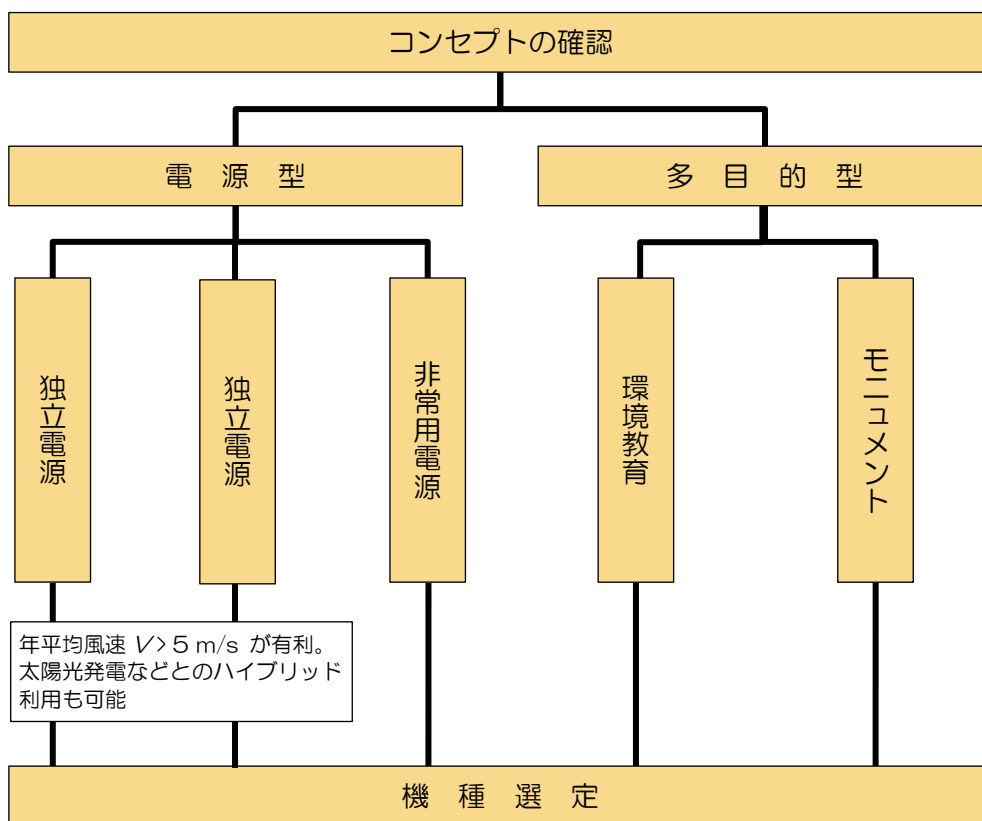 コンセプトの確認
電源型
多目的型
独立電源
独立電源
非常用電源
環境教育
モニュメント
年平均風速 V>5 m/s が有利。
太陽光発電などとのハイブリッド
利用も可能
機種選定